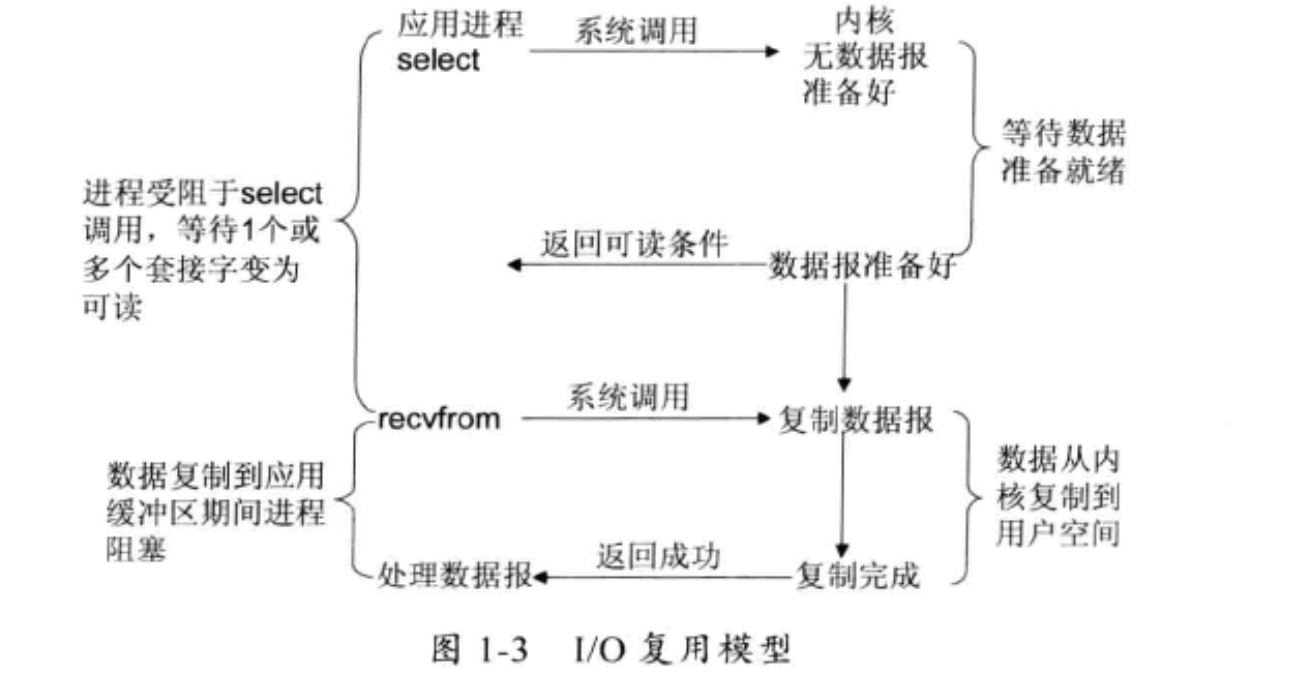 应用进程
select
系统调用
内核
无数据报
准备好
等待数据
准备就绪
进程受阻于select
调用，等待1个或
多个套接字变为
可读
返回可读条件
数据报准备好
recvfrom
系统调用
复制数据报
数据复制到应用
缓冲区期间进程
阻塞
数据从内
核复制到
用户空间
处理数据报
返回成功
复制完成
图 1-3 I/O 复用模型